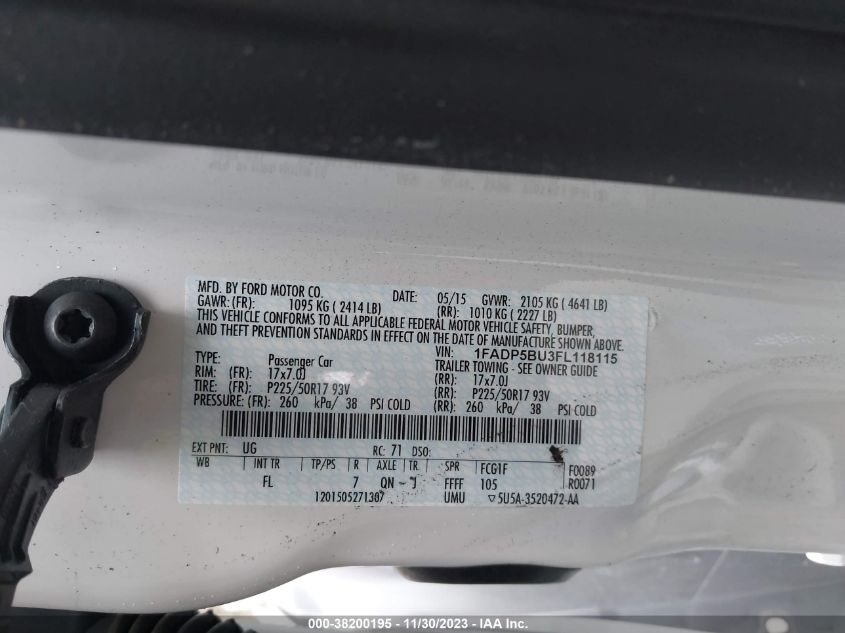 MFD. BY FORD MOTOR CO.
DATE: 05/15 GVWR: 2105 KG ( 4641 LB)
GAWR: (FR): 1095 KG ( 2414 LB) (RR): 1010 KG ( 2227 LB)
THIS VEHICLE CONFORMS TO ALL APPLICABLE FEDERAL MOTOR VEHICLE SAFETY, BUMPER,
AND THEFT PREVENTION STANDARDS IN EFFECT ON THE DATE OF MANUFACTURE SHOWN ABOVE.
VIN: 1FADP5BU3FL118115
TYPE: Passenger Car TRAILER TOWING - SEE OWNER GUIDE
RIM: (FR): 17x7.0J (RR): 17x7.0J
TIRE: (FR): P225/50R17 93V (RR): P225/50R17 93V
PRESSURE: (FR): 260 kPa/ 38 PSI COLD (RR): 260 kPa/ 38 PSI COLD
EXT PNT: UG RC: 71 DSO:
WB INT TR TP/PS R AXLE TR SPR FCG1F F0089
FL 7 QN J FFFF 105 R0071
1201505271307 UMU 5U5A-3520472-AA
000-38200195 - 11/30/2023 - IAA Inc.